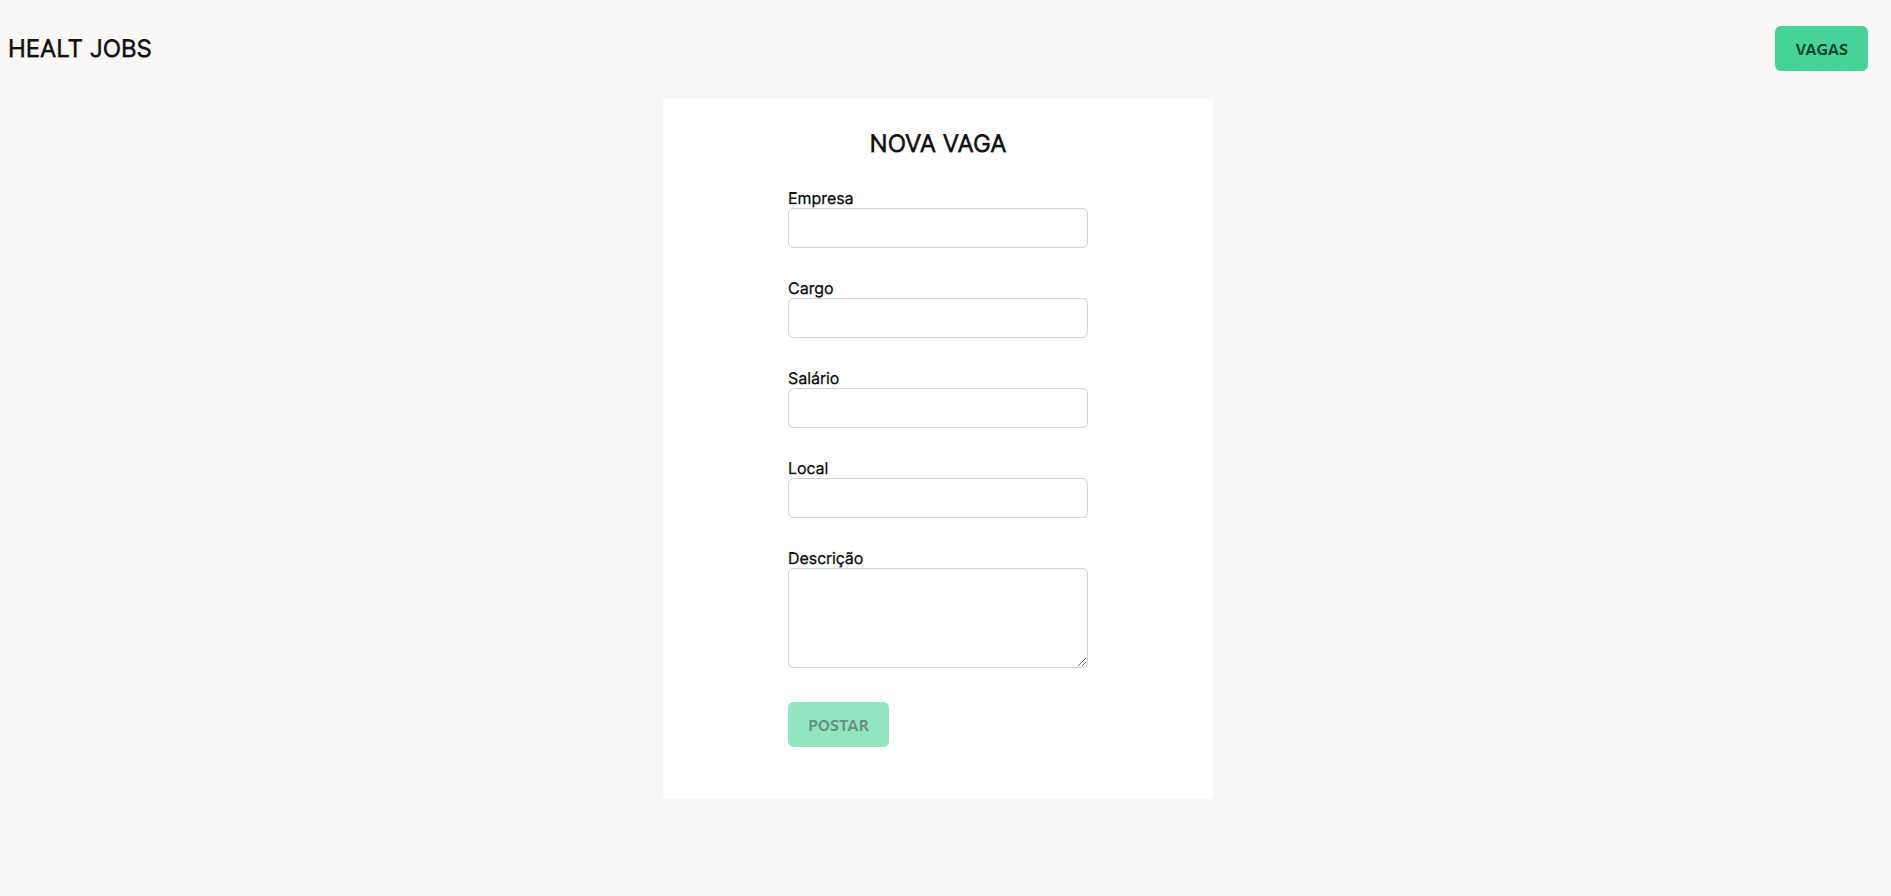 HEALT JOBS
VAGAS
NOVA VAGA
Empresa
Cargo
Salário
Local
Descrição
POSTAR